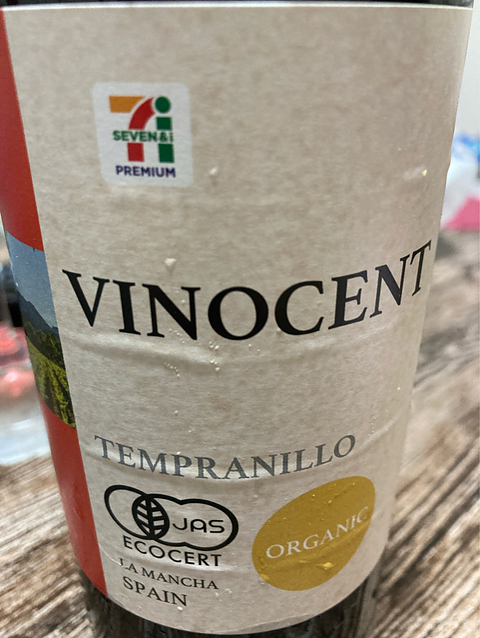 SEVEN&i
PREMIUM
VINOCENT
TEMPRANILLO
JAS
ECOCERT
ORGANIC
LA MANCHA
SPAIN